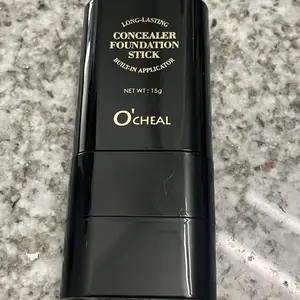 LONG-LASTING
CONCEALER
FOUNDATION
STICK
BUILT-IN APPLICATOR
NET WT : 15g
O'CHEAL